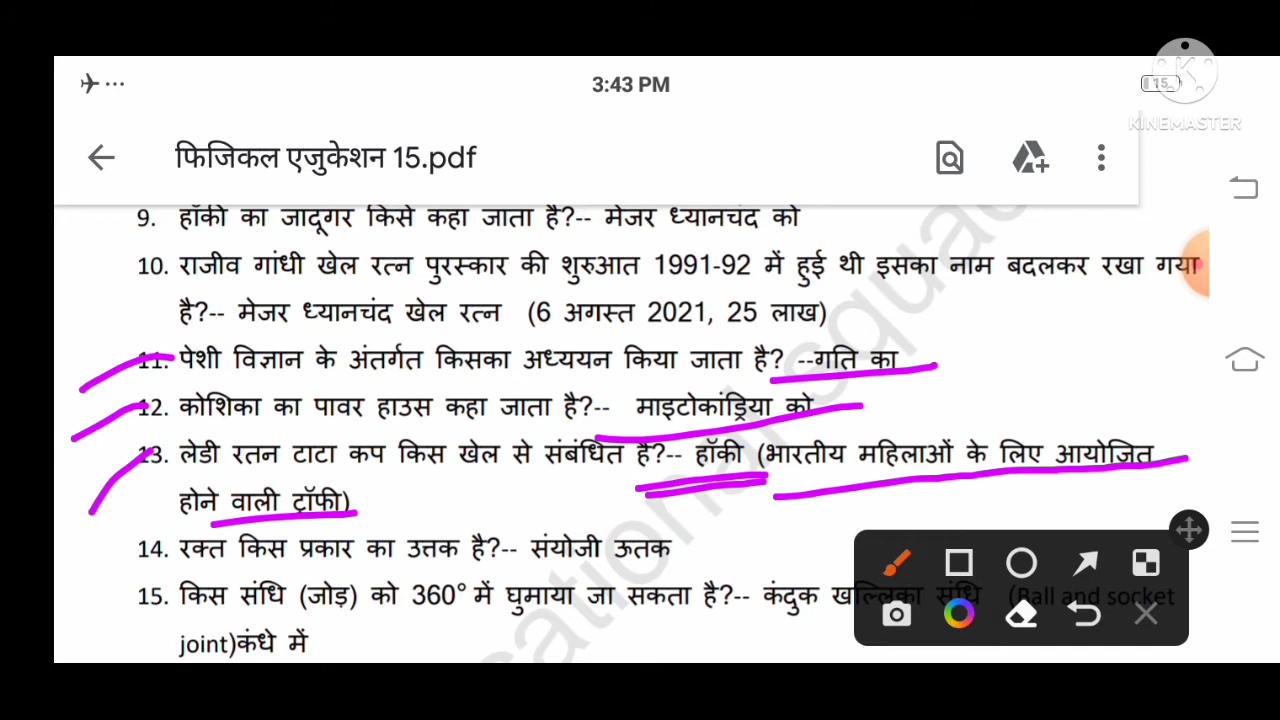 3:43 PM
15
KINEMASTER
फिजिकल एजुकेशन 15.pdf
9. हॉकी का जादूगर किसे कहा जाता है?-- मेजर ध्यानचंद को
10. राजीव गांधी खेल रत्न पुरस्कार की शुरुआत 1991-92 में हुई थी इसका नाम बदलकर रखा गया
है?-- मेजर ध्यानचंद खेल रत्न (6 अगस्त 2021, 25 लाख)
11. पेशी विज्ञान के अंतर्गत किसका अध्ययन किया जाता है? --गति का
12. कोशिका का पावर हाउस कहा जाता है?-- माइटोकांड्रिया को
13. लेडी रतन टाटा कप किस खेल से संबंधित है?-- हॉकी (भारतीय महिलाओं के लिए आयोजित
होने वाली ट्रॉफी)
14. रक्त किस प्रकार का उत्तक है?-- संयोजी ऊतक
15. किस संधि (जोड़) को 360° में घुमाया जा सकता है?-- कंदुक खल्लिका संधि (Ball and socket
joint)कंधे में